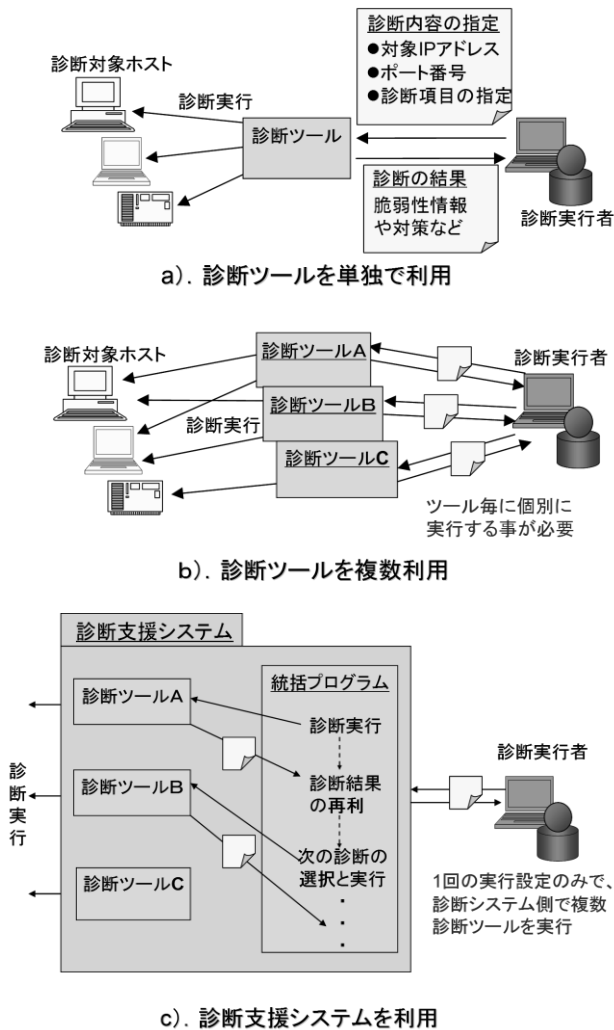 診断内容の指定
●対象IPアドレス
●ポート番号
●診断項目の指定
診断対象ホスト
診断実行
診断ツール
診断の結果
脆弱性情報
や対策など
診断実行者
a）．診断ツールを単独で利用
診断対象ホスト
診断ツールA
診断実行者
診断ツールB
診断実行
診断ツールC
ツール毎に個別に
実行する事が必要
b）．診断ツールを複数利用
診断支援システム
統括プログラム
診断ツールA
診断実行
診断結果
の再利
診断ツールB
次の診断の
選択と実行
・
・
・
診断ツールC
診断実行
診断実行者
1回の実行設定のみで、
診断システム側で複数
診断ツールを実行
c）．診断支援システムを利用